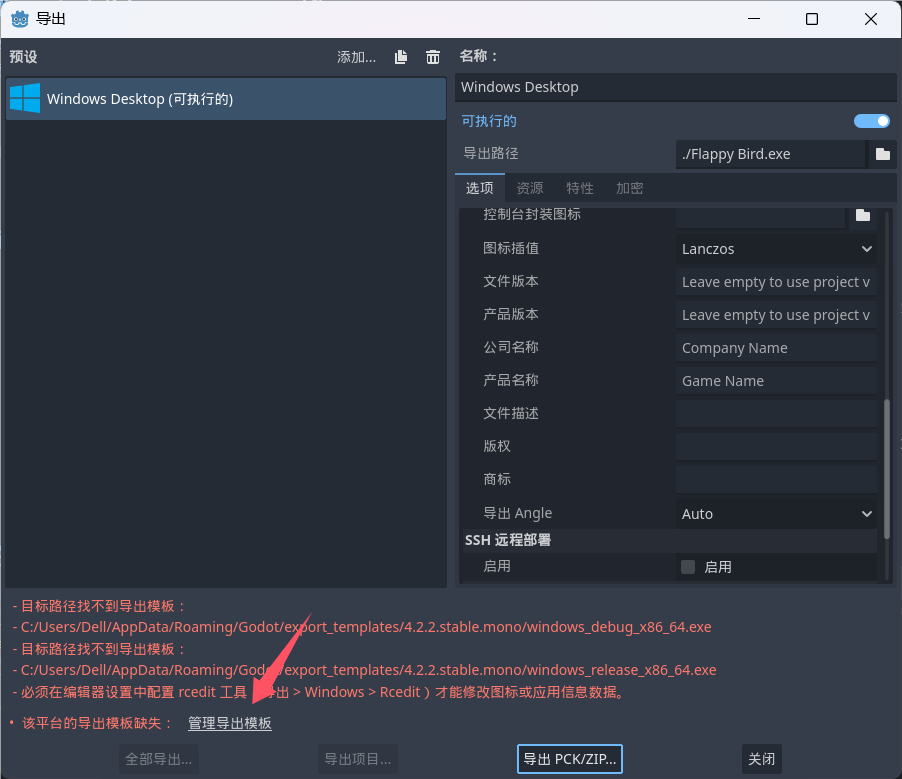 导出
预设
添加...
名称：
Windows Desktop (可执行的)
Windows Desktop
可执行的
导出路径
./Flappy Bird.exe
选项 资源 特性 加密
控制台封装图标
图标插值 Lanczos
文件版本 Leave empty to use project v
产品版本 Leave empty to use project v
公司名称 Company Name
产品名称 Game Name
文件描述
版权
商标
导出 Angle Auto
SSH 远程部署
启用 启用
- 目标路径找不到导出模板：
- C:/Users/Dell/AppData/Roaming/Godot/export_templates/4.2.2.stable.mono/windows_debug_x86_64.exe
- 目标路径找不到导出模板：
- C:/Users/Dell/AppData/Roaming/Godot/export_templates/4.2.2.stable.mono/windows_release_x86_64.exe
- 必须在编辑器设置中配置 rcedit 工具 出 > Windows > Rcedit）才能修改图标或应用信息数据。
• 该平台的导出模板缺失： 管理导出模板
全部导出... 导出项目... 导出 PCK/ZIP... 关闭